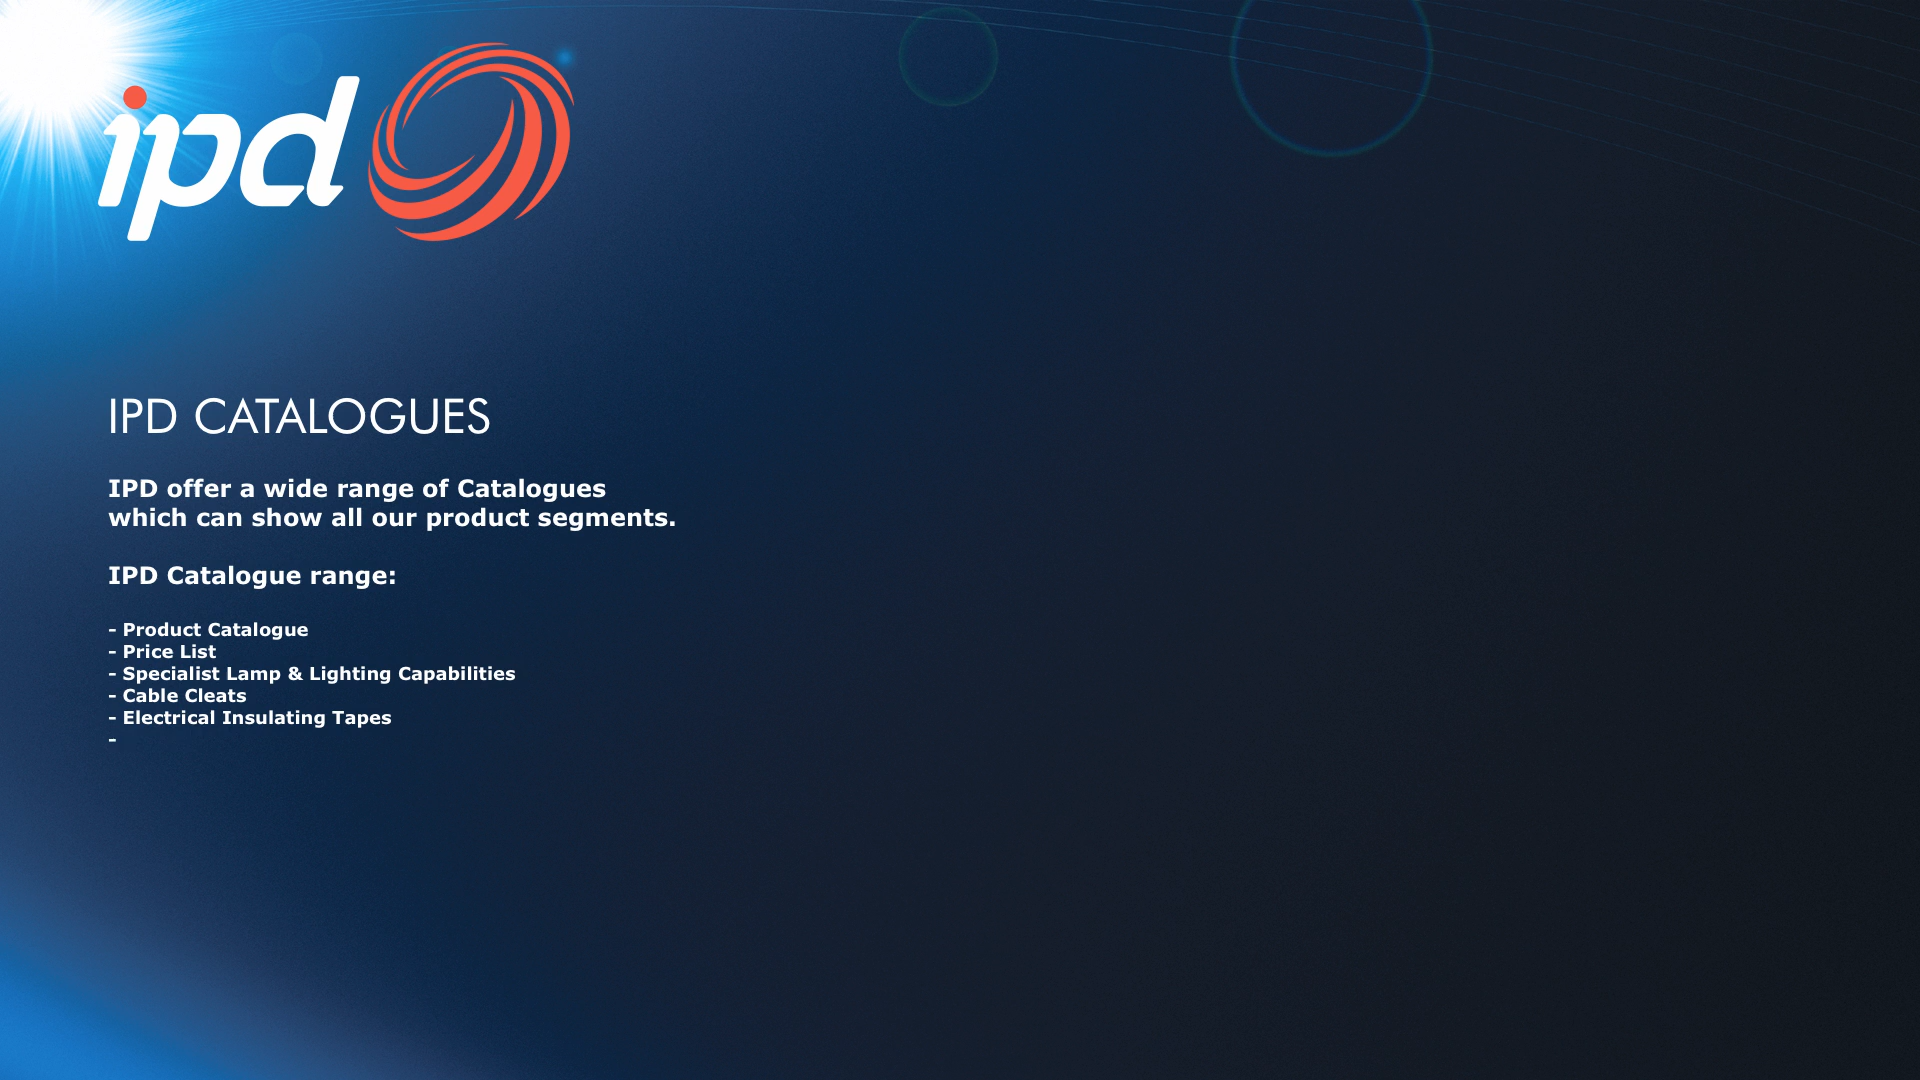 ipd
IPD CATALOGUES
IPD offer a wide range of Catalogues
which can show all our product segments.
IPD Catalogue range:
- Product Catalogue
- Price List
- Specialist Lamp & Lighting Capabilities
- Cable Cleats
- Electrical Insulating Tapes
-